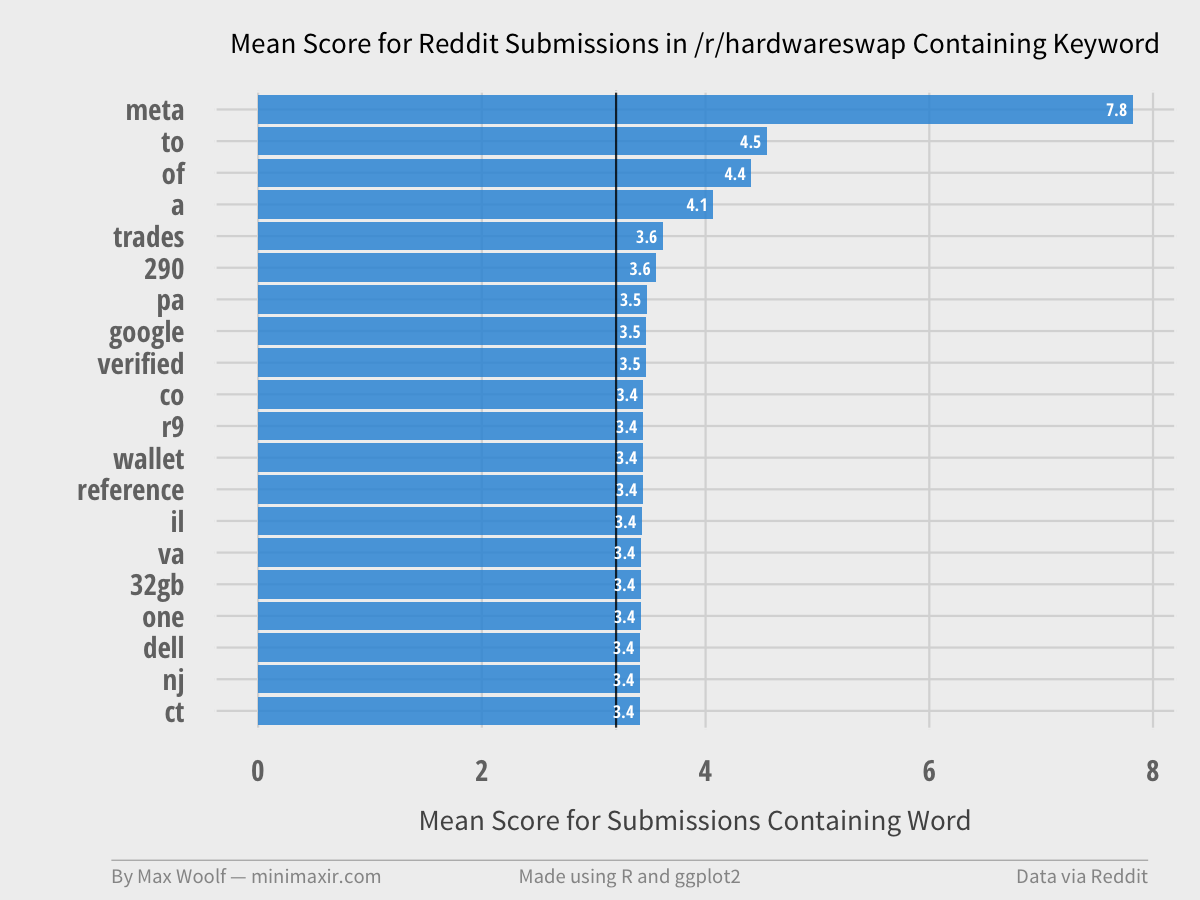 Mean Score for Reddit Submissions in /r/hardwareswap Containing Keyword
meta 7.8
to 4.5
of 4.4
a 4.1
trades 3.6
290 3.6
pa 3.5
google 3.5
verified 3.5
co 3.4
r9 3.4
wallet 3.4
reference 3.4
il 3.4
va 3.4
32gb 3.4
one 3.4
dell 3.4
nj 3.4
ct 3.4
0 2 4 6 8
Mean Score for Submissions Containing Word
By Max Woolf — minimaxir.com Made using R and ggplot2 Data via Reddit